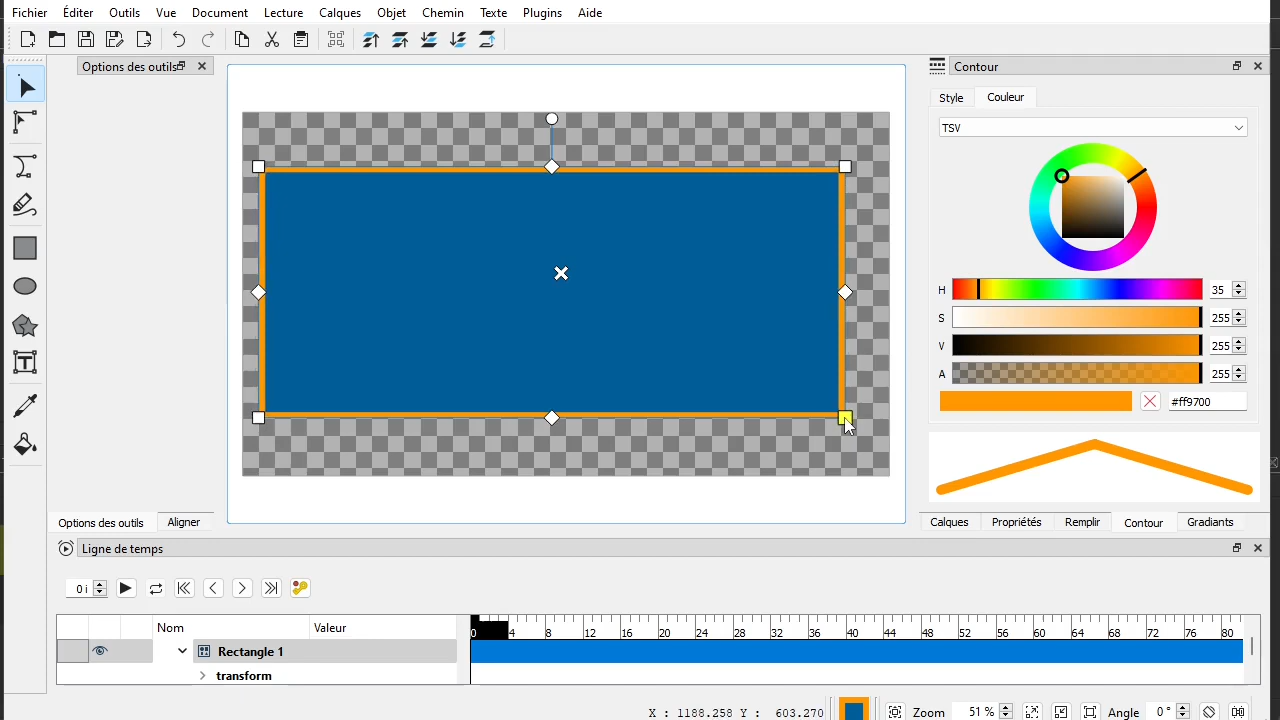 Fichier Éditer Outils Vue Document Lecture Calques Objet Chemin Texte Plugins Aide
Options des outils
Contour
Style Couleur
TSV
H 35
S 255
V 255
A 255
#ff9700
Options des outils Aligner
Calques Propriétés Remplir Contour Gradiants
Ligne de temps
0 i
Nom Valeur
0 4 8 12 16 20 24 28 32 36 40 44 48 52 56 60 64 68 72 76 80
Rectangle 1
transform
X : 1188.258 Y : 603.270 Zoom 51 % Angle 0°